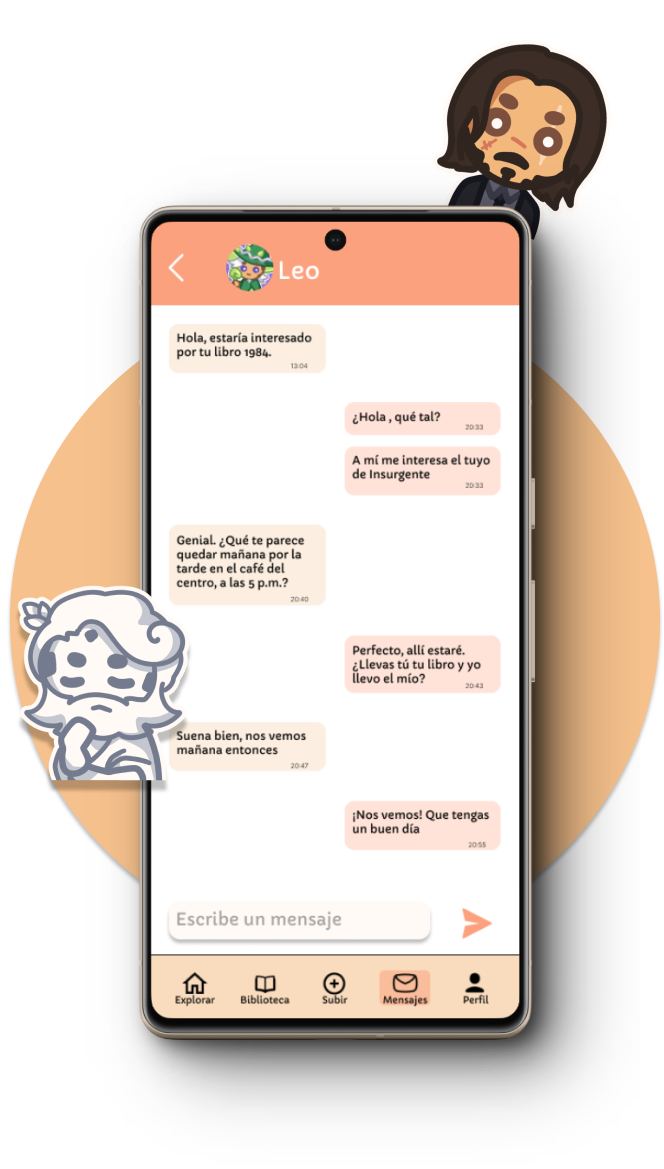 Leo
Hola, estaría interesado
por tu libro 1984.
13:04
¿Hola , qué tal?
20:33
A mí me interesa el tuyo
de Insurgente
20:33
Genial. ¿Qué te parece
quedar mañana por la
tarde en el café del
centro, a las 5 p.m.?
20:40
Perfecto, allí estaré.
¿Llevas tú tu libro y yo
llevo el mío?
20:43
Suena bien, nos vemos
mañana entonces
20:47
¡Nos vemos! Que tengas
un buen día
20:55
Escribe un mensaje
Explorar Biblioteca Subir Mensajes Perfil